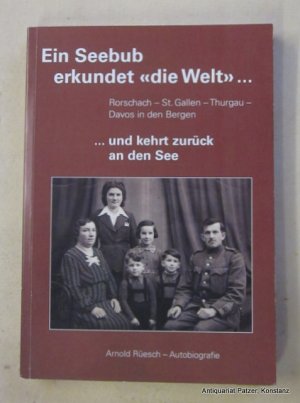 Ein Seebub
erkundet «die Welt» ...
Rorschach – St. Gallen – Thurgau –
Davos in den Bergen
... und kehrt zurück
an den See
Arnold Rüesch – Autobiografie
Antiquariat Patzer, Konstanz